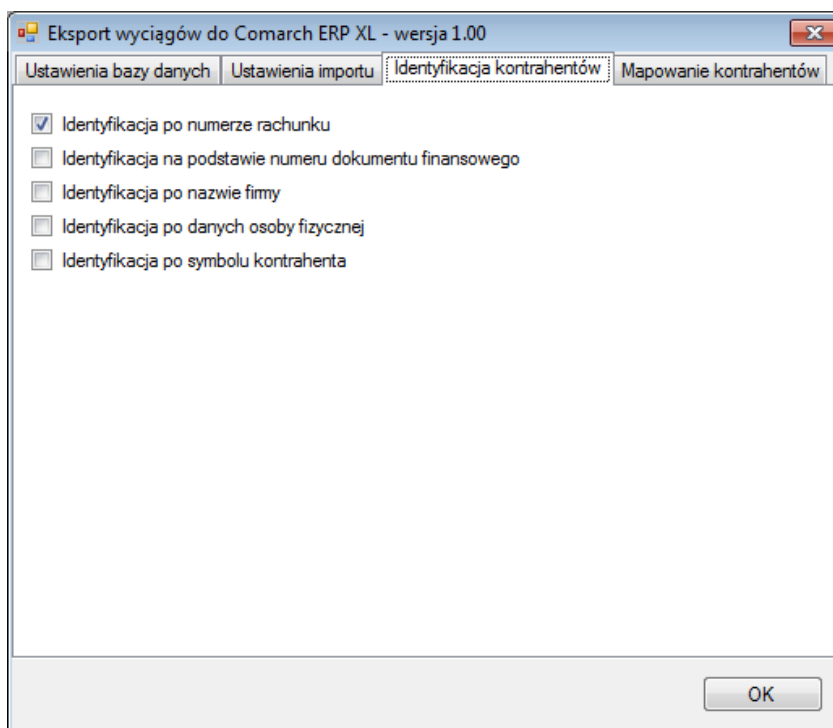 Eksport wyciągów do Comarch ERP XL - wersja 1.00
Ustawienia bazy danych Ustawienia importu Identyfikacja kontrahentów Mapowanie kontrahentów
Identyfikacja po numerze rachunku
Identyfikacja na podstawie numeru dokumentu finansowego
Identyfikacja po nazwie firmy
Identyfikacja po danych osoby fizycznej
Identyfikacja po symbolu kontrahenta
OK